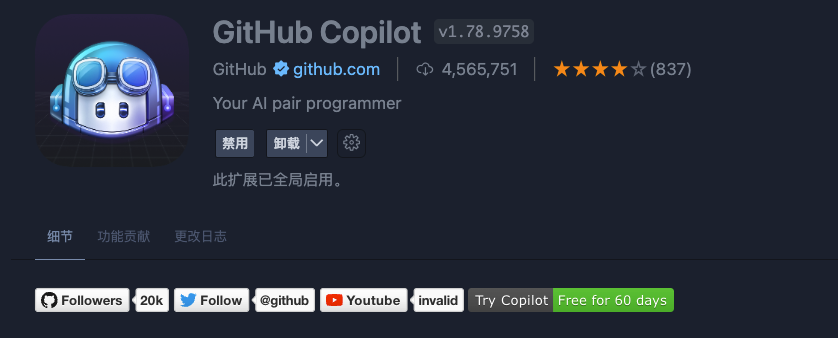 GitHub Copilot v1.78.9758
GitHub github.com 4,565,751 (837)
Your AI pair programmer
禁用 卸载
此扩展已全局启用。
细节 功能贡献 更改日志
Followers 20k Follow @github Youtube invalid Try Copilot Free for 60 days